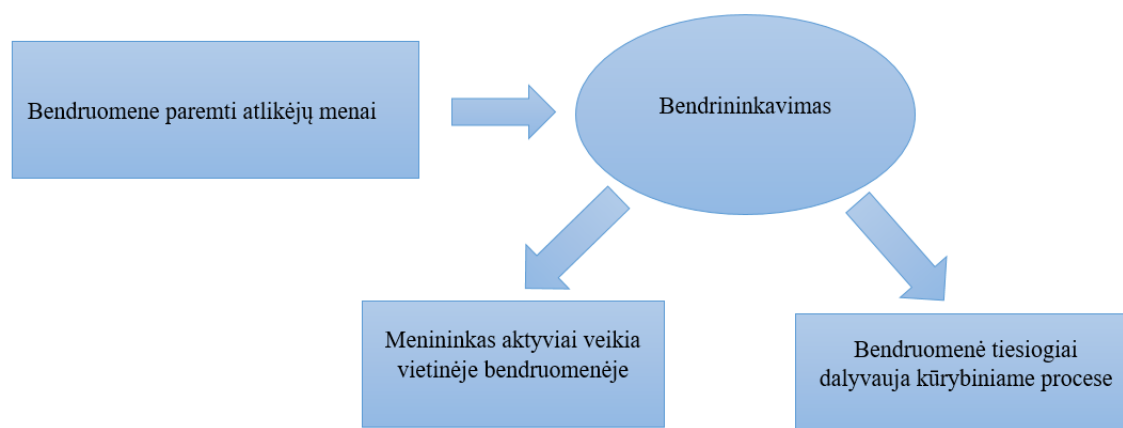 Bendruomene paremti atlikėjų menai
Bendrininkavimas
Menininkas aktyviai veikia
vietinėje bendruomenėje
Bendruomenė tiesiogiai
dalyvauja kūrybiniame procese